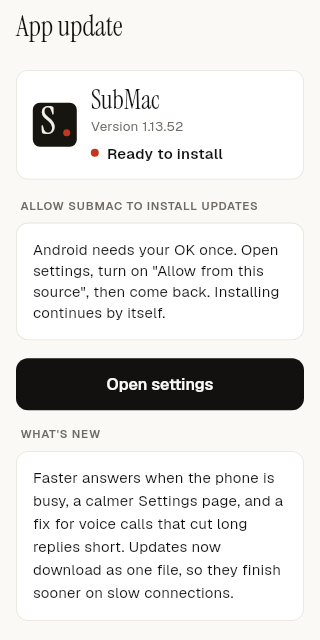 App update
S.
SubMac
Version 1.13.52
Ready to install
ALLOW SUBMAC TO INSTALL UPDATES
Android needs your OK once. Open
settings, turn on "Allow from this
source", then come back. Installing
continues by itself.
Open settings
WHAT'S NEW
Faster answers when the phone is
busy, a calmer Settings page, and a
fix for voice calls that cut long
replies short. Updates now
download as one file, so they finish
sooner on slow connections.